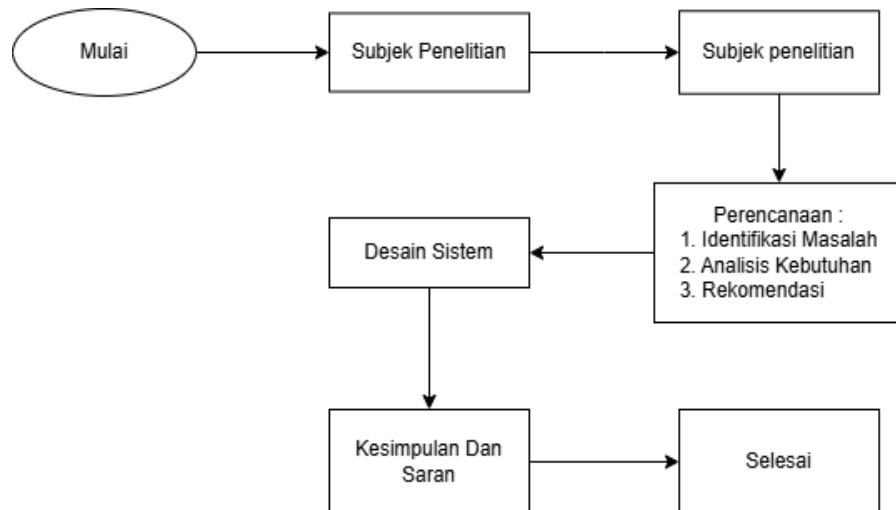 Mulai
Subjek Penelitian
Subjek penelitian
Perencanaan :
1. Identifikasi Masalah
2. Analisis Kebutuhan
3. Rekomendasi
Desain Sistem
Kesimpulan Dan
Saran
Selesai